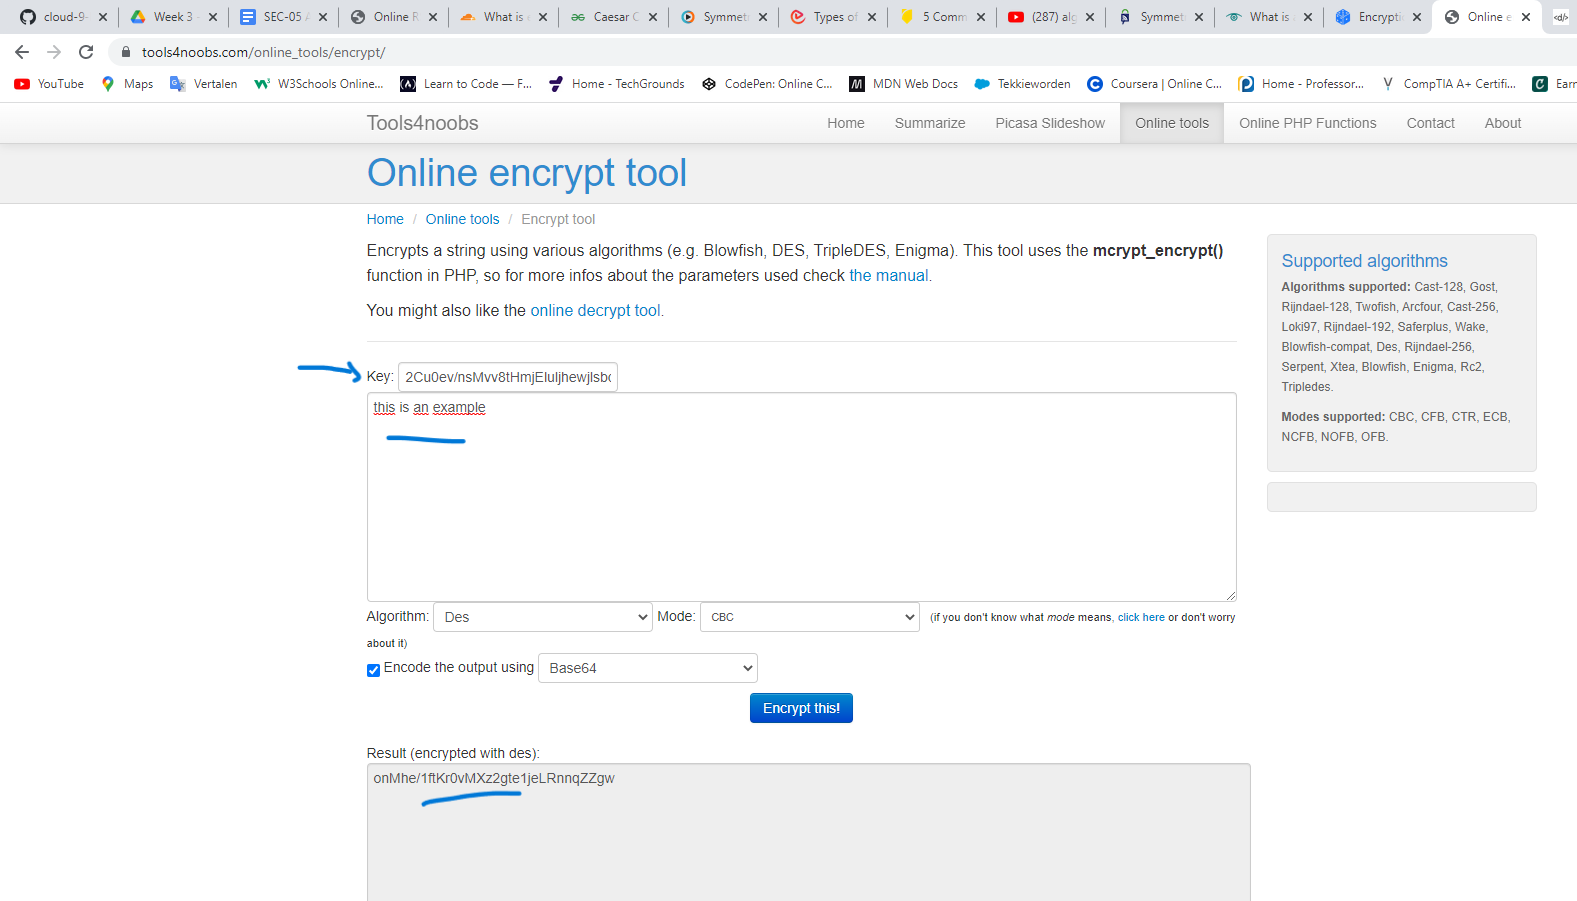 cloud-9-
Week 3 -
SEC-05
Online R
What is
Caesar C
Symmet
Types of
5 Comm
(287) alg
Symmet
What is
Encrypti
Online e
tools4noobs.com/online_tools/encrypt/
YouTube
Maps
Vertalen
W3Schools Online...
Learn to Code — F...
Home - TechGrounds
CodePen: Online C...
MDN Web Docs
Tekkieworden
Coursera | Online C...
Home - Professor...
CompTIA A+ Certifi...
Earn
Tools4noobs
Home
Summarize
Picasa Slideshow
Online tools
Online PHP Functions
Contact
About
Online encrypt tool
Home / Online tools / Encrypt tool
Encrypts a string using various algorithms (e.g. Blowfish, DES, TripleDES, Enigma). This tool uses the mcrypt_encrypt()
function in PHP, so for more infos about the parameters used check the manual.
You might also like the online decrypt tool.
Key:
this is an example
Algorithm: Des Mode: CBC (if you don't know what mode means, click here or don't worry
about it)
Encode the output using Base64
Encrypt this!
Result (encrypted with des):
onMhe/1ftKr0vMXz2gte1jeLRnnqZZgw
Supported algorithms
Algorithms supported: Cast-128, Gost,
Rijndael-128, Twofish, Arcfour, Cast-256,
Loki97, Rijndael-192, Saferplus, Wake,
Blowfish-compat, Des, Rijndael-256,
Serpent, Xtea, Blowfish, Enigma, Rc2,
Tripledes.
Modes supported: CBC, CFB, CTR, ECB,
NCFB, NOFB, OFB.